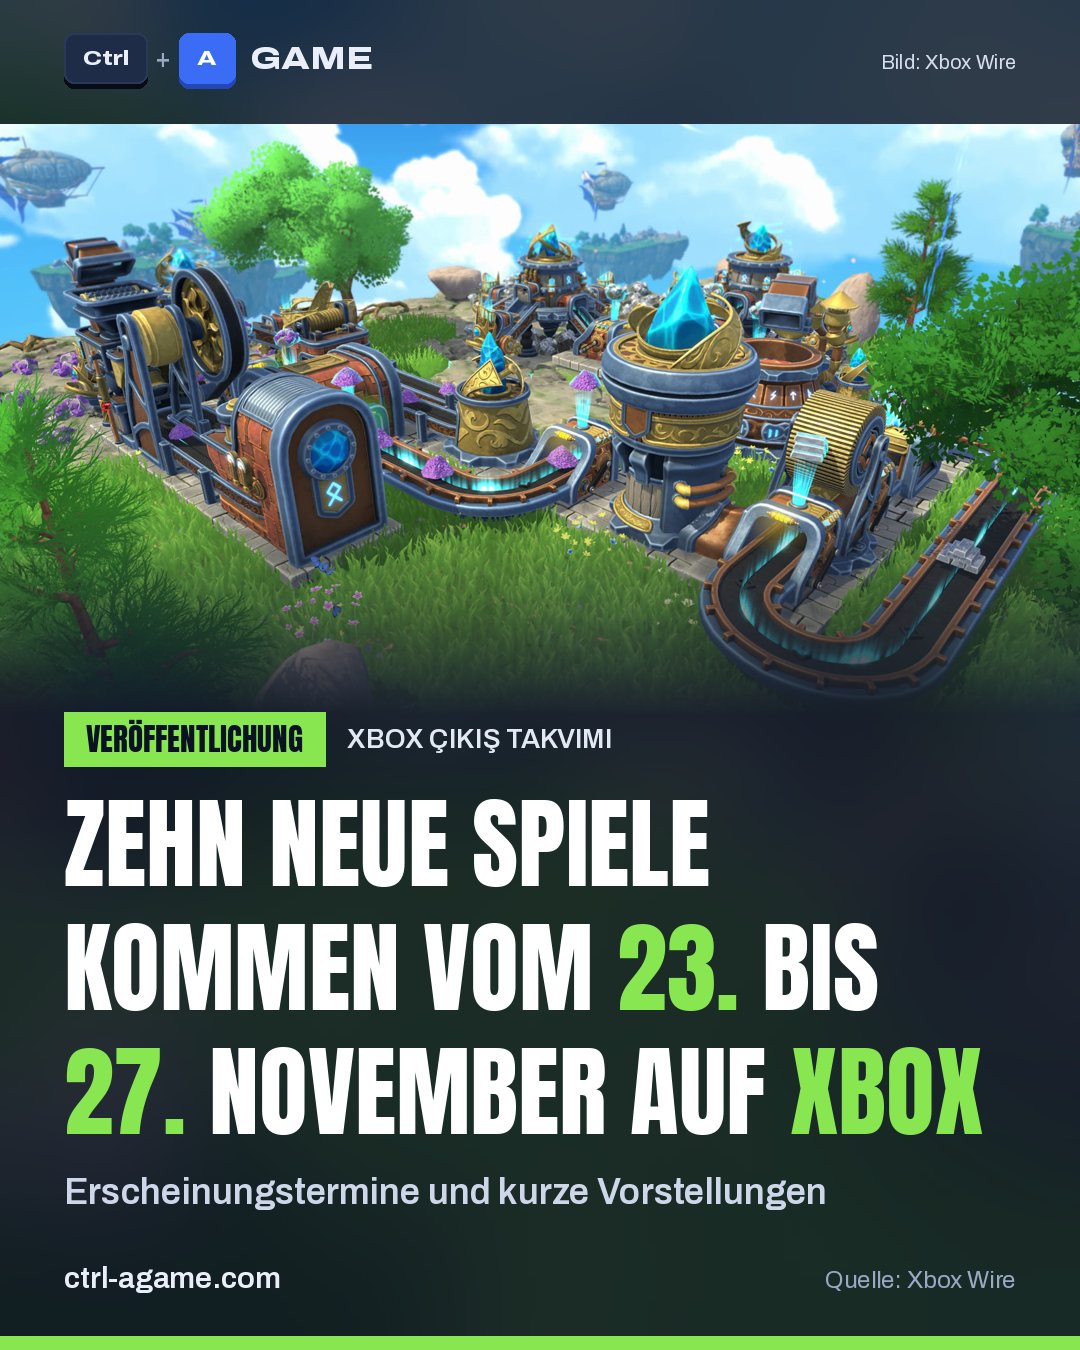 Ctrl + A GAME
Bild: Xbox Wire
VERÖFFENTLICHUNG XBOX ÇIKIŞ TAKVIMI
ZEHN NEUE SPIELE
KOMMEN VOM 23. BIS
27. NOVEMBER AUF XBOX
Erscheinungstermine und kurze Vorstellungen
ctrl-agame.com
Quelle: Xbox Wire